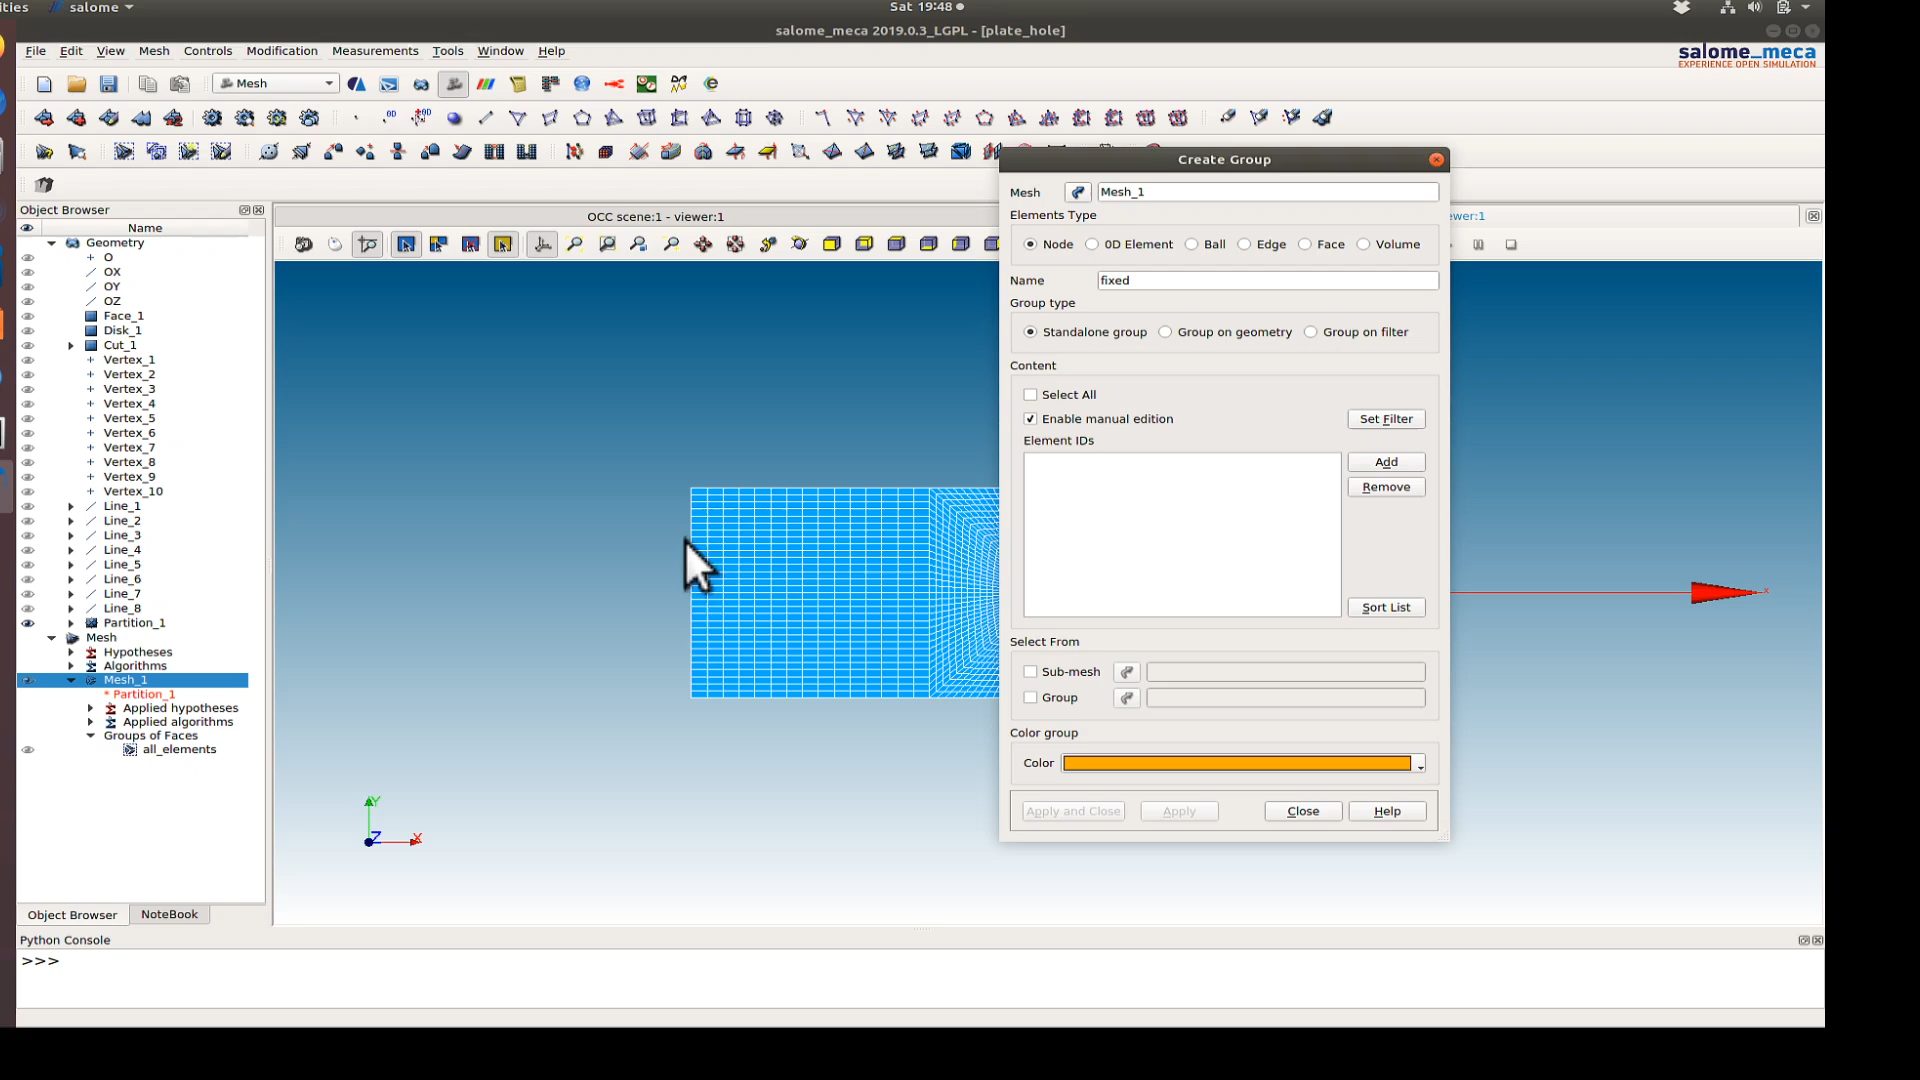 ities salome Sat 19:48
salome_meca 2019.0.3_LGPL - [plate_hole]
File Edit View Mesh Controls Modification Measurements Tools Window Help
salome_meca
EXPERIENCE OPEN SIMULATION
Mesh
Create Group
Object Browser
OCC scene:1 - viewer:1
ewer:1
Name
Geometry
O
OX
OY
OZ
Face_1
Disk_1
Cut_1
Vertex_1
Vertex_2
Vertex_3
Vertex_4
Vertex_5
Vertex_6
Vertex_7
Vertex_8
Vertex_9
Vertex_10
Line_1
Line_2
Line_3
Line_4
Line_5
Line_6
Line_7
Line_8
Partition_1
Mesh
Hypotheses
Algorithms
Mesh_1
* Partition_1
Applied hypotheses
Applied algorithms
Groups of Faces
all_elements
Mesh Mesh_1
Elements Type
Node 0D Element Ball Edge Face Volume
Name fixed
Group type
Standalone group Group on geometry Group on filter
Content
Select All
Enable manual edition Set Filter
Element IDs
Add
Remove
Sort List
Select From
Sub-mesh
Group
Color group
Color
Apply and Close Apply Close Help
x
Y
Z
X
Object Browser NoteBook
Python Console
>>>